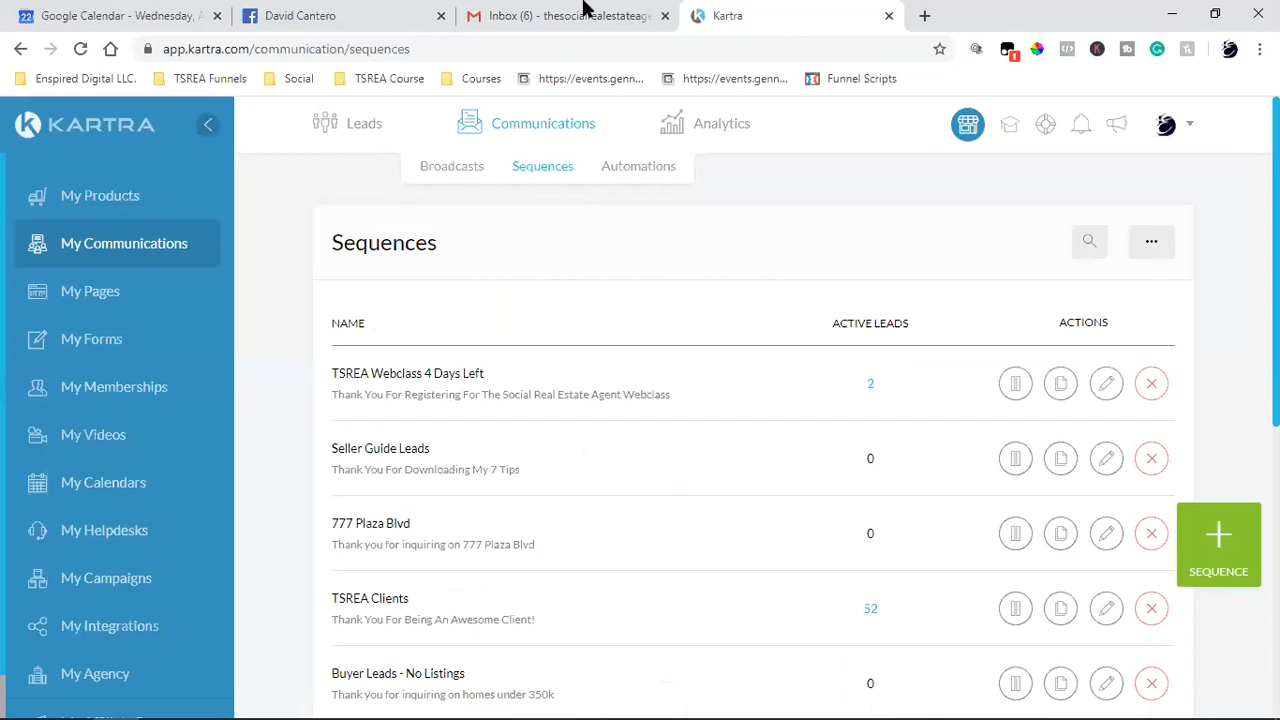 22 Google Calendar - Wednesday, A
David Cantero
Inbox (6) - thesocialrealestateage
Kartra
app.kartra.com/communication/sequences
1
Enspired Digital LLC.
TSREA Funnels
Social
TSREA Course
Courses
https://events.genn...
https://events.genn...
Funnel Scripts
KARTRA
Leads
Communications
Analytics
Broadcasts
Sequences
Automations
My Products
My Communications
My Pages
My Forms
My Memberships
My Videos
My Calendars
My Helpdesks
My Campaigns
My Integrations
My Agency
Sequences
NAME
ACTIVE LEADS
ACTIONS
TSREA Webclass 4 Days Left
Thank You For Registering For The Social Real Estate Agent Webclass
2
Seller Guide Leads
Thank You For Downloading My 7 Tips
0
777 Plaza Blvd
Thank you for inquiring on 777 Plaza Blvd
0
TSREA Clients
Thank You For Being An Awesome Client!
52
Buyer Leads - No Listings
Thank you for inquiring on homes under 350k
0
SEQUENCE